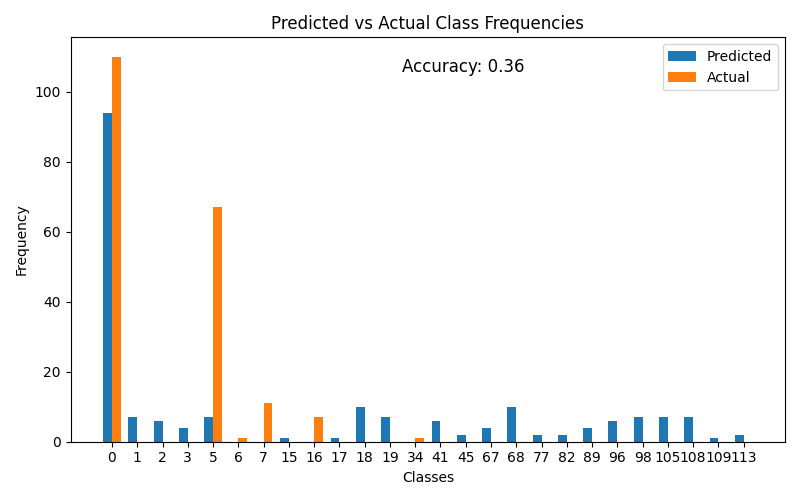 Predicted vs Actual Class Frequencies
Accuracy: 0.36
Predicted
Actual
Frequency
100
80
60
40
20
0
0 1 2 3 5 6 7 15 16 17 18 19 34 41 45 67 68 77 82 89 96 98 105 108 109 113
Classes